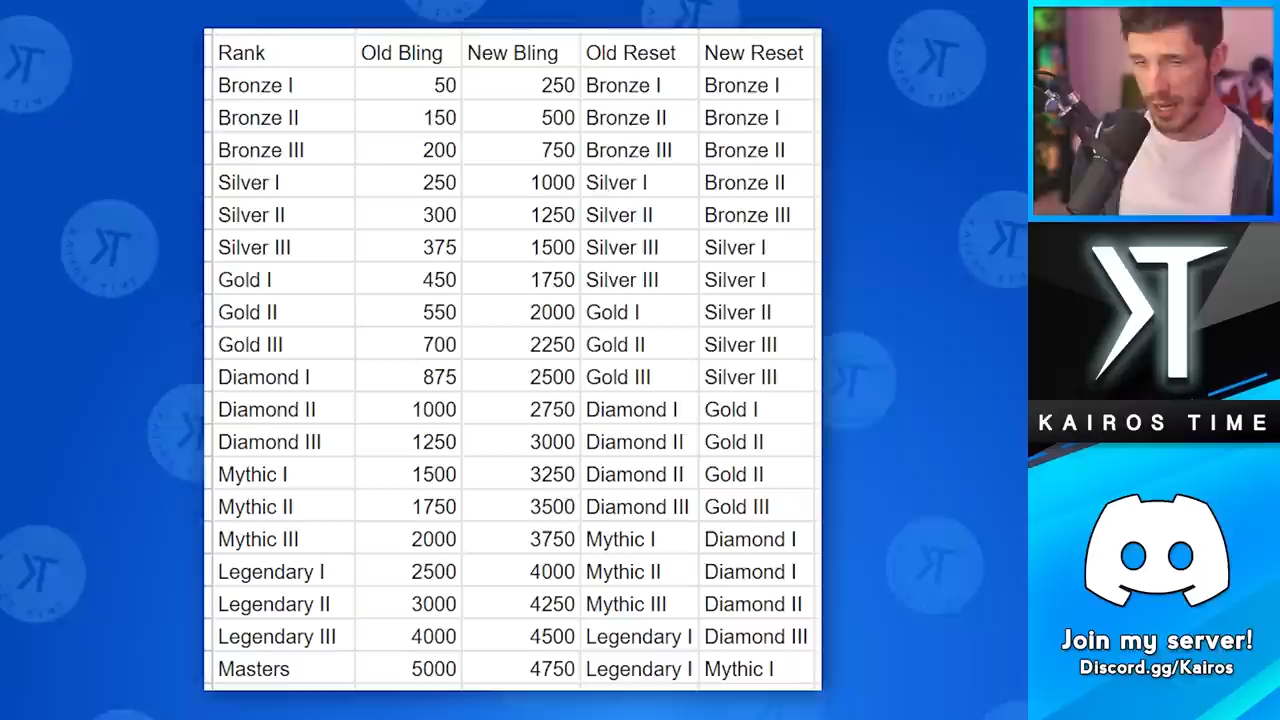 Rank Old Bling New Bling Old Reset New Reset
Bronze I 50 250 Bronze I Bronze I
Bronze II 150 500 Bronze II Bronze I
Bronze III 200 750 Bronze III Bronze II
Silver I 250 1000 Silver I Bronze II
Silver II 300 1250 Silver II Bronze III
Silver III 375 1500 Silver III Silver I
Gold I 450 1750 Silver III Silver I
Gold II 550 2000 Gold I Silver II
Gold III 700 2250 Gold II Silver III
Diamond I 875 2500 Gold III Silver III
Diamond II 1000 2750 Diamond I Gold I
Diamond III 1250 3000 Diamond II Gold II
Mythic I 1500 3250 Diamond II Gold II
Mythic II 1750 3500 Diamond III Gold III
Mythic III 2000 3750 Mythic I Diamond I
Legendary I 2500 4000 Mythic II Diamond I
Legendary II 3000 4250 Mythic III Diamond II
Legendary III 4000 4500 Legendary I Diamond III
Masters 5000 4750 Legendary I Mythic I
KT
KAIROS TIME
Join my server!
Discord.gg/Kairos